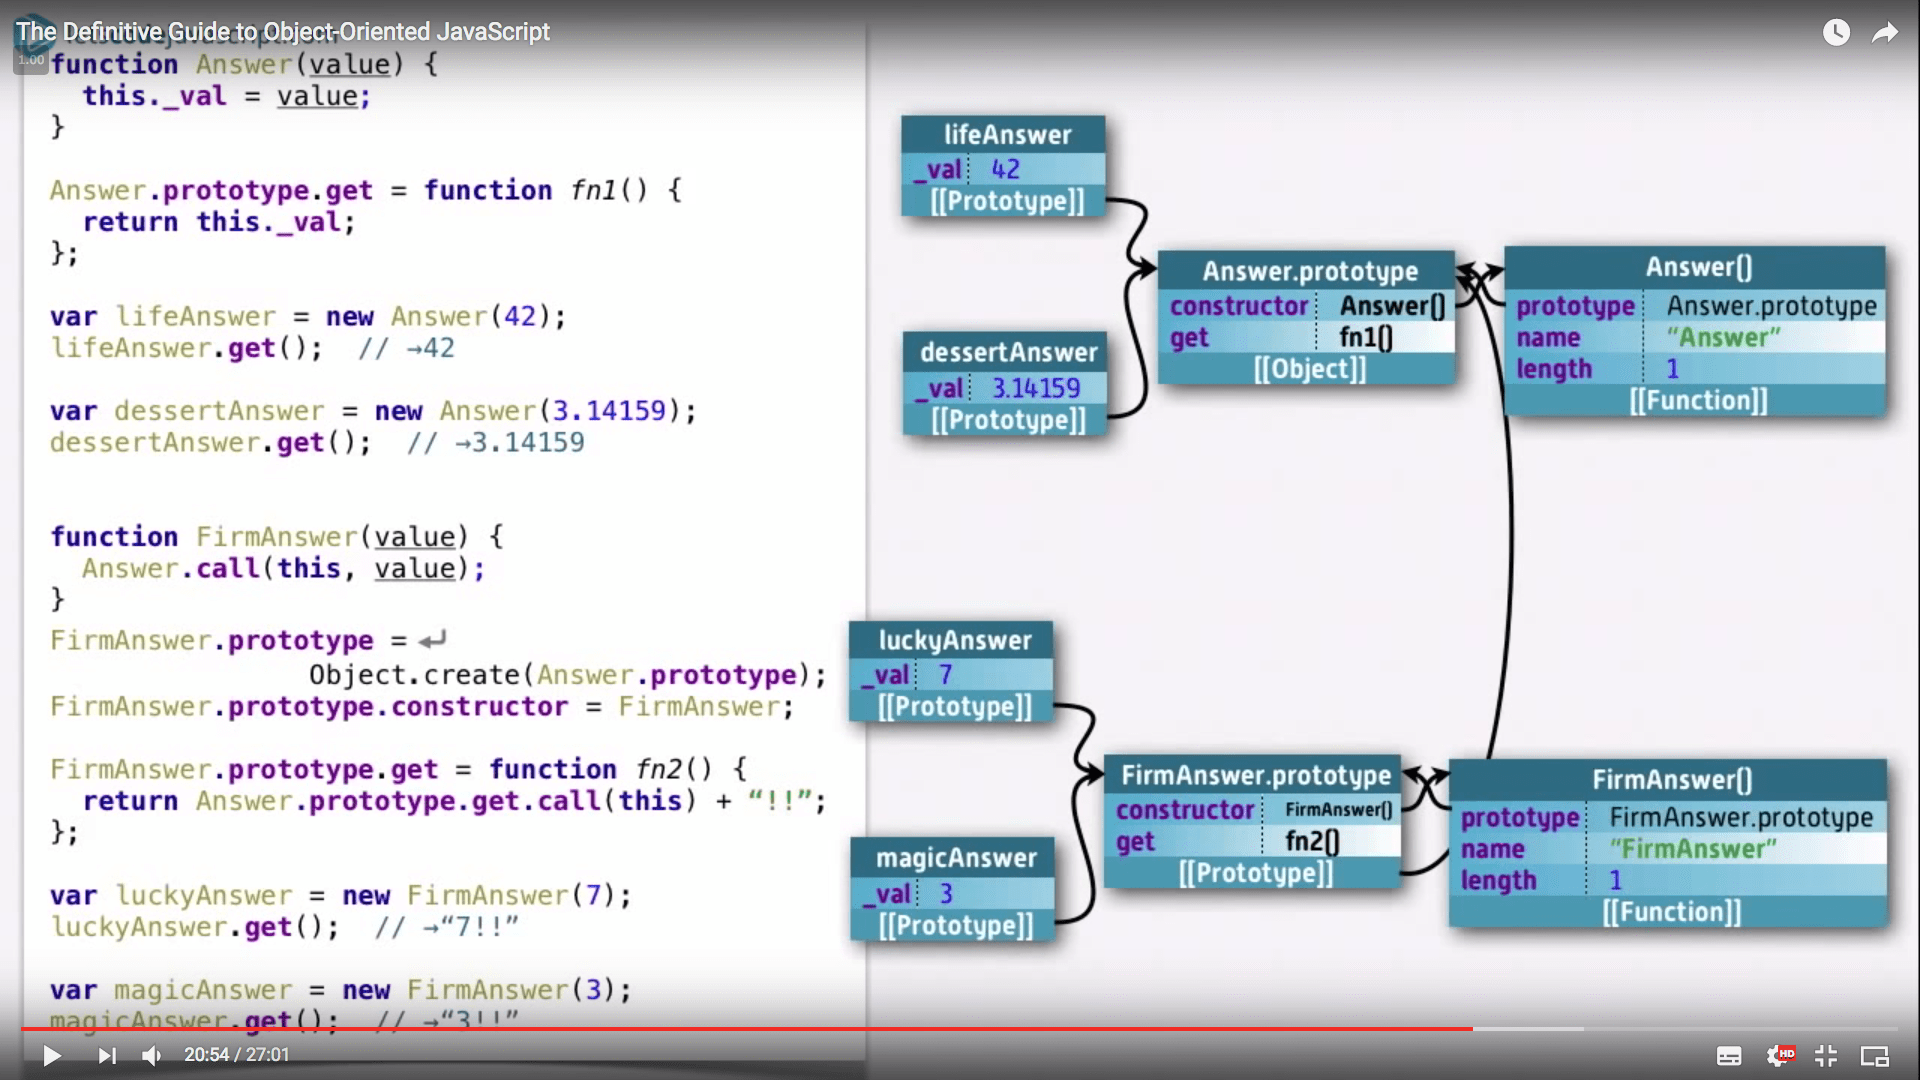 The Definitive Guide to Object-Oriented JavaScript
1.00
function Answer(value) {
this._val = value;
}
Answer.prototype.get = function fn1() {
return this._val;
};
var lifeAnswer = new Answer(42);
lifeAnswer.get(); // →42
var dessertAnswer = new Answer(3.14159);
dessertAnswer.get(); // →3.14159
function FirmAnswer(value) {
Answer.call(this, value);
}
FirmAnswer.prototype = ↵
Object.create(Answer.prototype);
FirmAnswer.prototype.constructor = FirmAnswer;
FirmAnswer.prototype.get = function fn2() {
return Answer.prototype.get.call(this) + “!!”;
};
var luckyAnswer = new FirmAnswer(7);
luckyAnswer.get(); // →“7!!”
var magicAnswer = new FirmAnswer(3);
magicAnswer.get(); // →“3!!”
lifeAnswer
_val 42
[[Prototype]]
dessertAnswer
_val 3.14159
[[Prototype]]
Answer.prototype
constructor Answer()
get fn1()
[[Object]]
Answer()
prototype Answer.prototype
name “Answer”
length 1
[[Function]]
luckyAnswer
_val 7
[[Prototype]]
magicAnswer
_val 3
[[Prototype]]
FirmAnswer.prototype
constructor FirmAnswer()
get fn2()
[[Prototype]]
FirmAnswer()
prototype FirmAnswer.prototype
name “FirmAnswer”
length 1
[[Function]]
20:54 / 27:01
HD